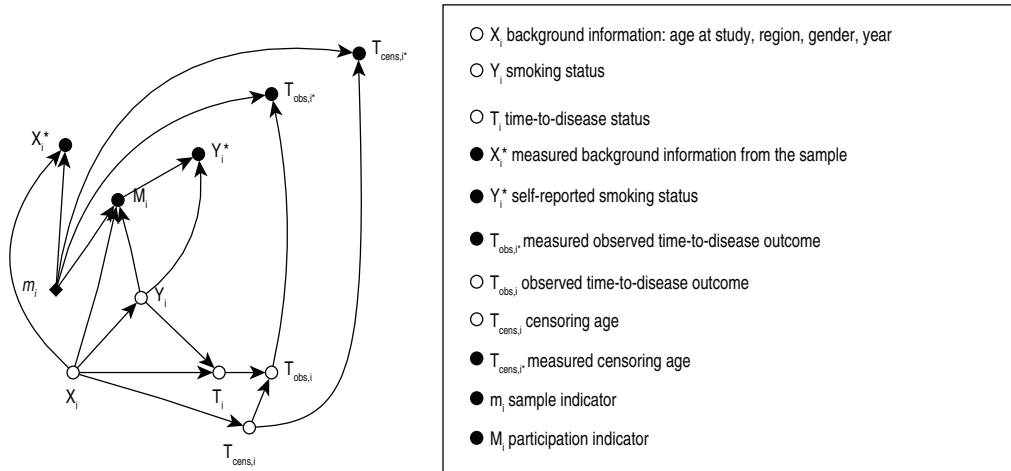 T_cens,i*
T_obs,i*
X_i*
Y_i*
M_i
m_i
Y_i
X_i
T_i
T_obs,i
T_cens,i
X_i background information: age at study, region, gender, year
Y_i smoking status
T_i time-to-disease status
X_i* measured background information from the sample
Y_i* self-reported smoking status
T_obs,i* measured observed time-to-disease outcome
T_obs,i observed time-to-disease outcome
T_cens,i censoring age
T_cens,i* measured censoring age
m_i sample indicator
M_i participation indicator